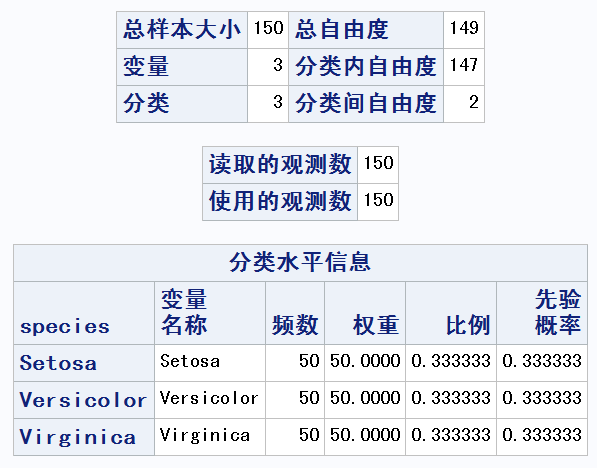 总样本大小 150 总自由度 149
变量 3 分类内自由度 147
分类 3 分类间自由度 2
读取的观测数 150
使用的观测数 150
分类水平信息
species 变量名称 频数 权重 比例 先验概率
Setosa Setosa 50 50.0000 0.333333 0.333333
Versicolor Versicolor 50 50.0000 0.333333 0.333333
Virginica Virginica 50 50.0000 0.333333 0.333333